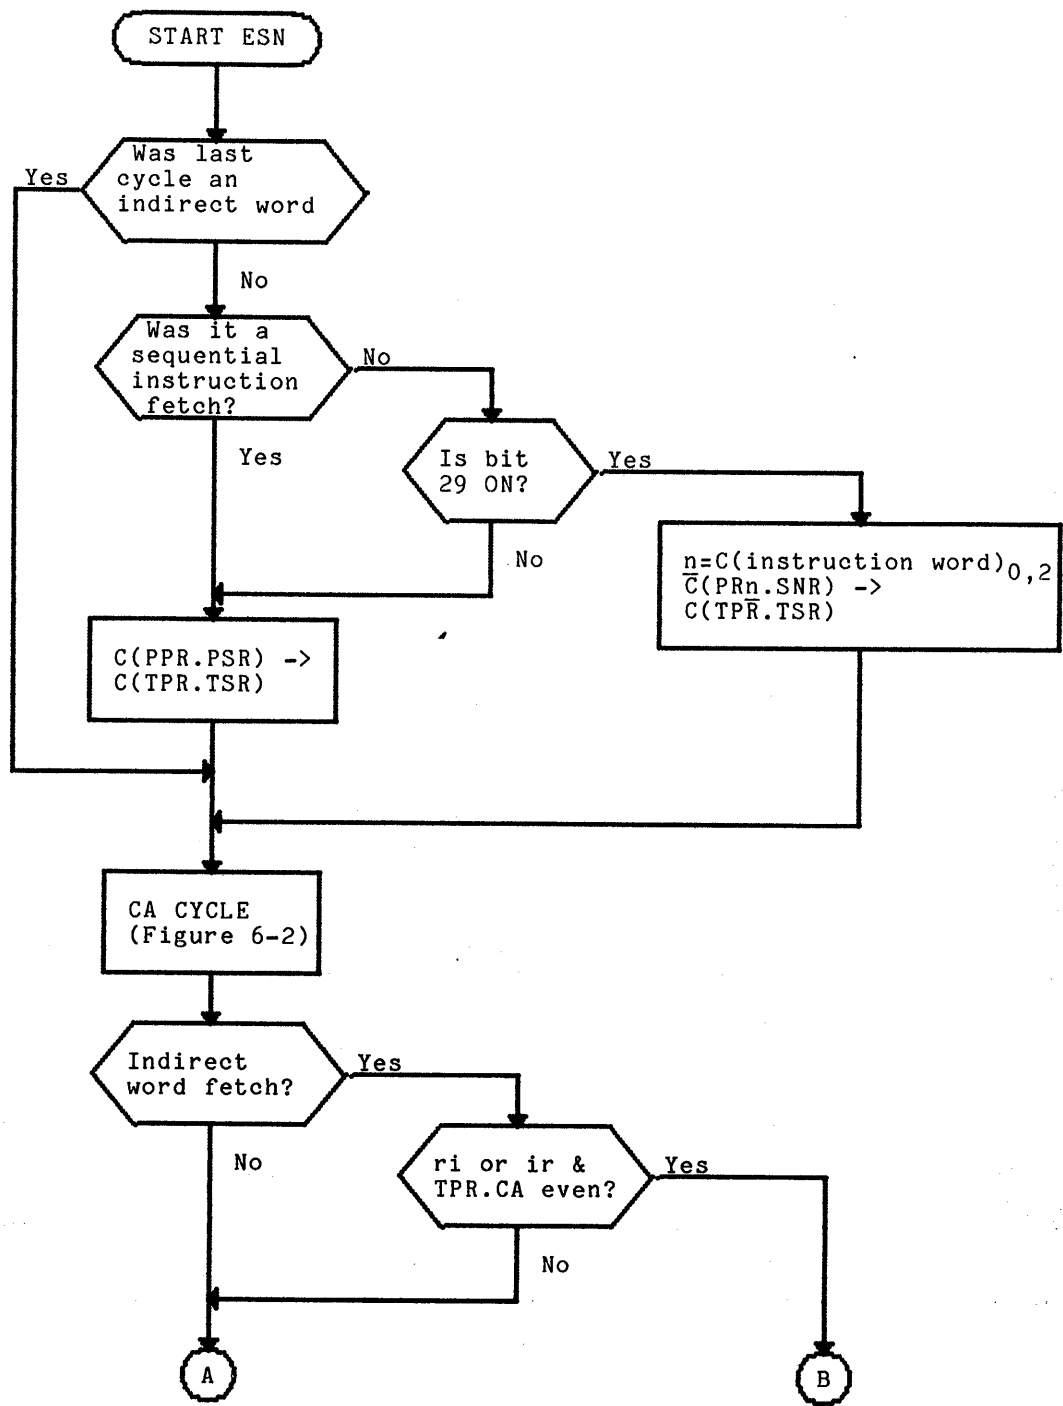 START ESN
Was last
cycle an
indirect word
Yes
No
Was it a
sequential
instruction
fetch?
No
Yes
Is bit
29 ON?
Yes
No
n=C(instruction word)0,2
C(PRn.SNR) ->
C(TPR.TSR)
C(PPR.PSR) ->
C(TPR.TSR)
CA CYCLE
(Figure 6-2)
Indirect
word fetch?
Yes
No
ri or ir &
TPR.CA even?
Yes
No
A
B